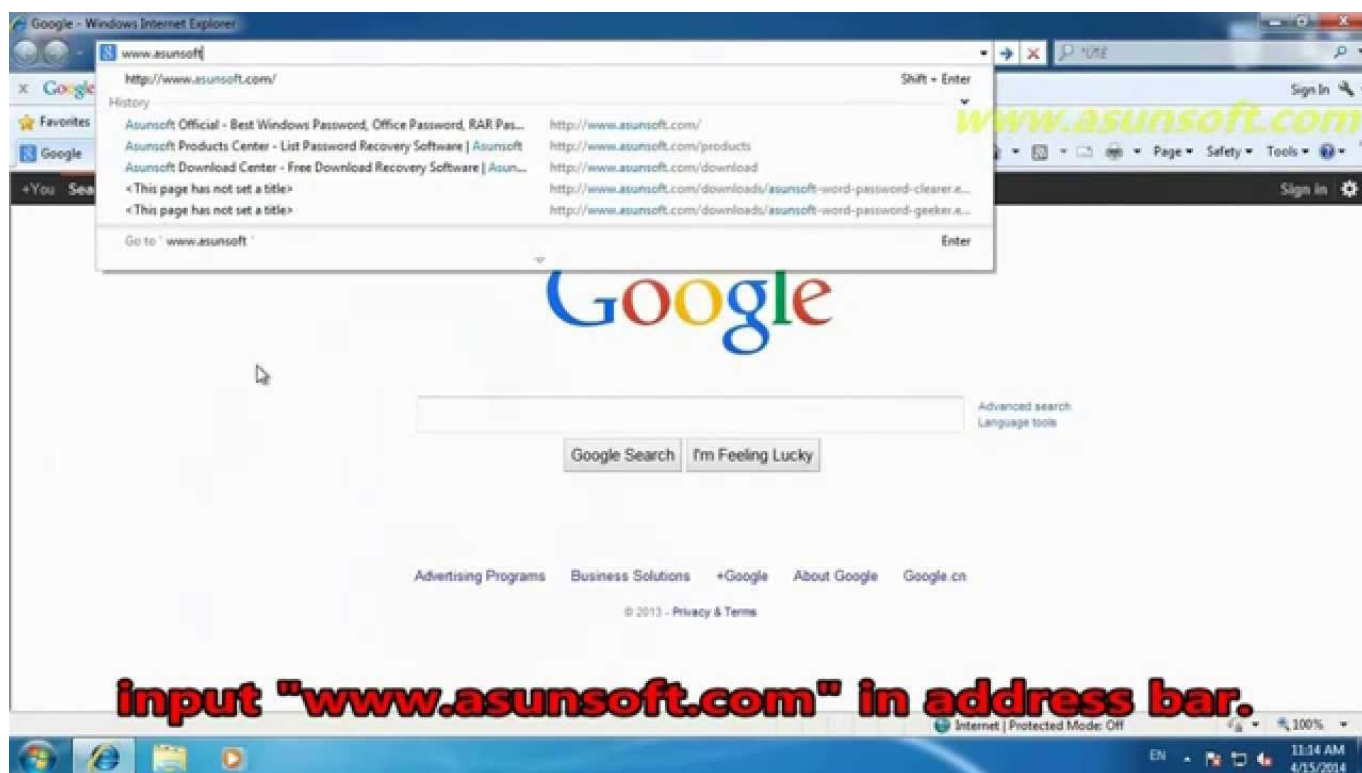 Google - Windows Internet Explorer
www.asunsoft
http://www.asunsoft.com/ Shift + Enter
x Google Sign In
History
www.asunsoft.com
Favorites
Asunsoft Official - Best Windows Password, Office Password, RAR Pas... http://www.asunsoft.com/
Google Asunsoft Products Center - List Password Recovery Software | Asunsoft http://www.asunsoft.com/products Page Safety Tools
Asunsoft Download Center - Free Download Recovery Software | Asun... http://www.asunsoft.com/download
+You Sea <This page has not set a title> http://www.asunsoft.com/downloads/asunsoft-word-password-clearer.e... Sign in
<This page has not set a title> http://www.asunsoft.com/downloads/asunsoft-word-password-geeker.e...
Go to ' www.asunsoft ' Enter
Google
Advanced search
Language tools
Google Search I'm Feeling Lucky
Advertising Programs Business Solutions +Google About Google Google.cn
© 2013 - Privacy & Terms
input "www.asunsoft.com" in address bar.
Internet | Protected Mode: Off 100%
EN 11:14 AM
4/15/2014